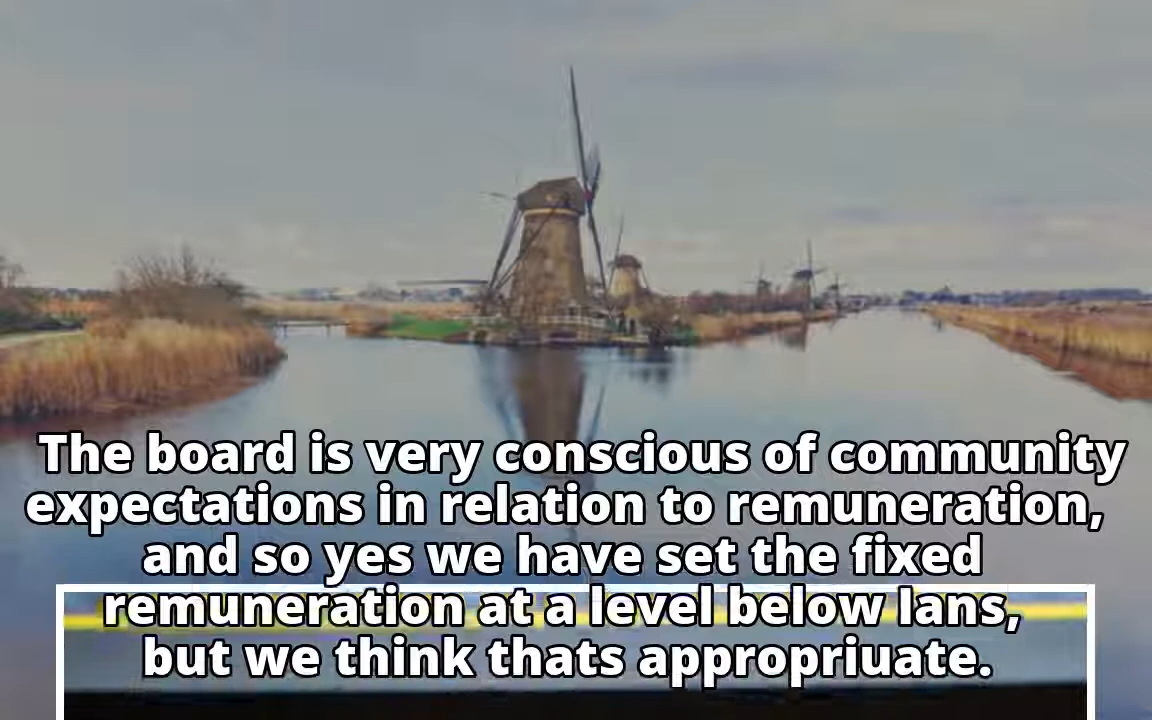 The board is very conscious of community
expectations in relation to remuneration,
and so yes we have set the fixed
remuneration at a level below lans,
but we think thats appropriuate.